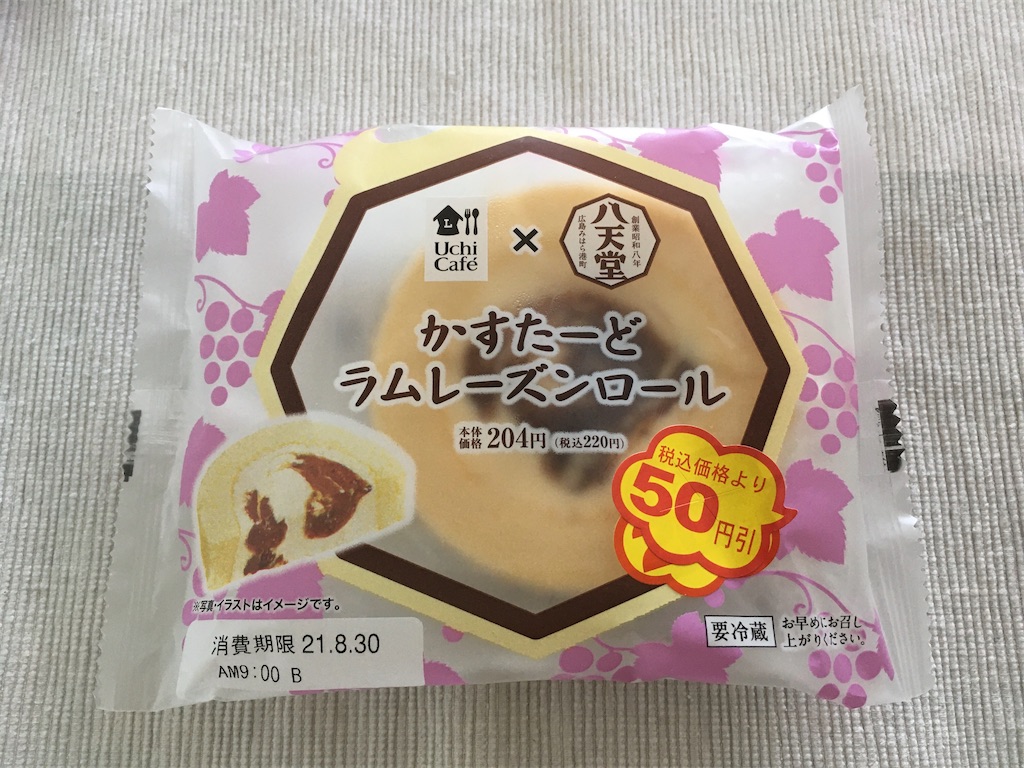 L
Uchi
Café
×
創業昭和八年
八天堂
広島みはら港町
かすたーど
ラムレーズンロール
本体
価格 204円 (税込220円)
税込価格より
50円引
※写真・イラストはイメージです。
消費期限 21.8.30
AM9:00 B
要冷蔵
お早めにお召し
上がりください。